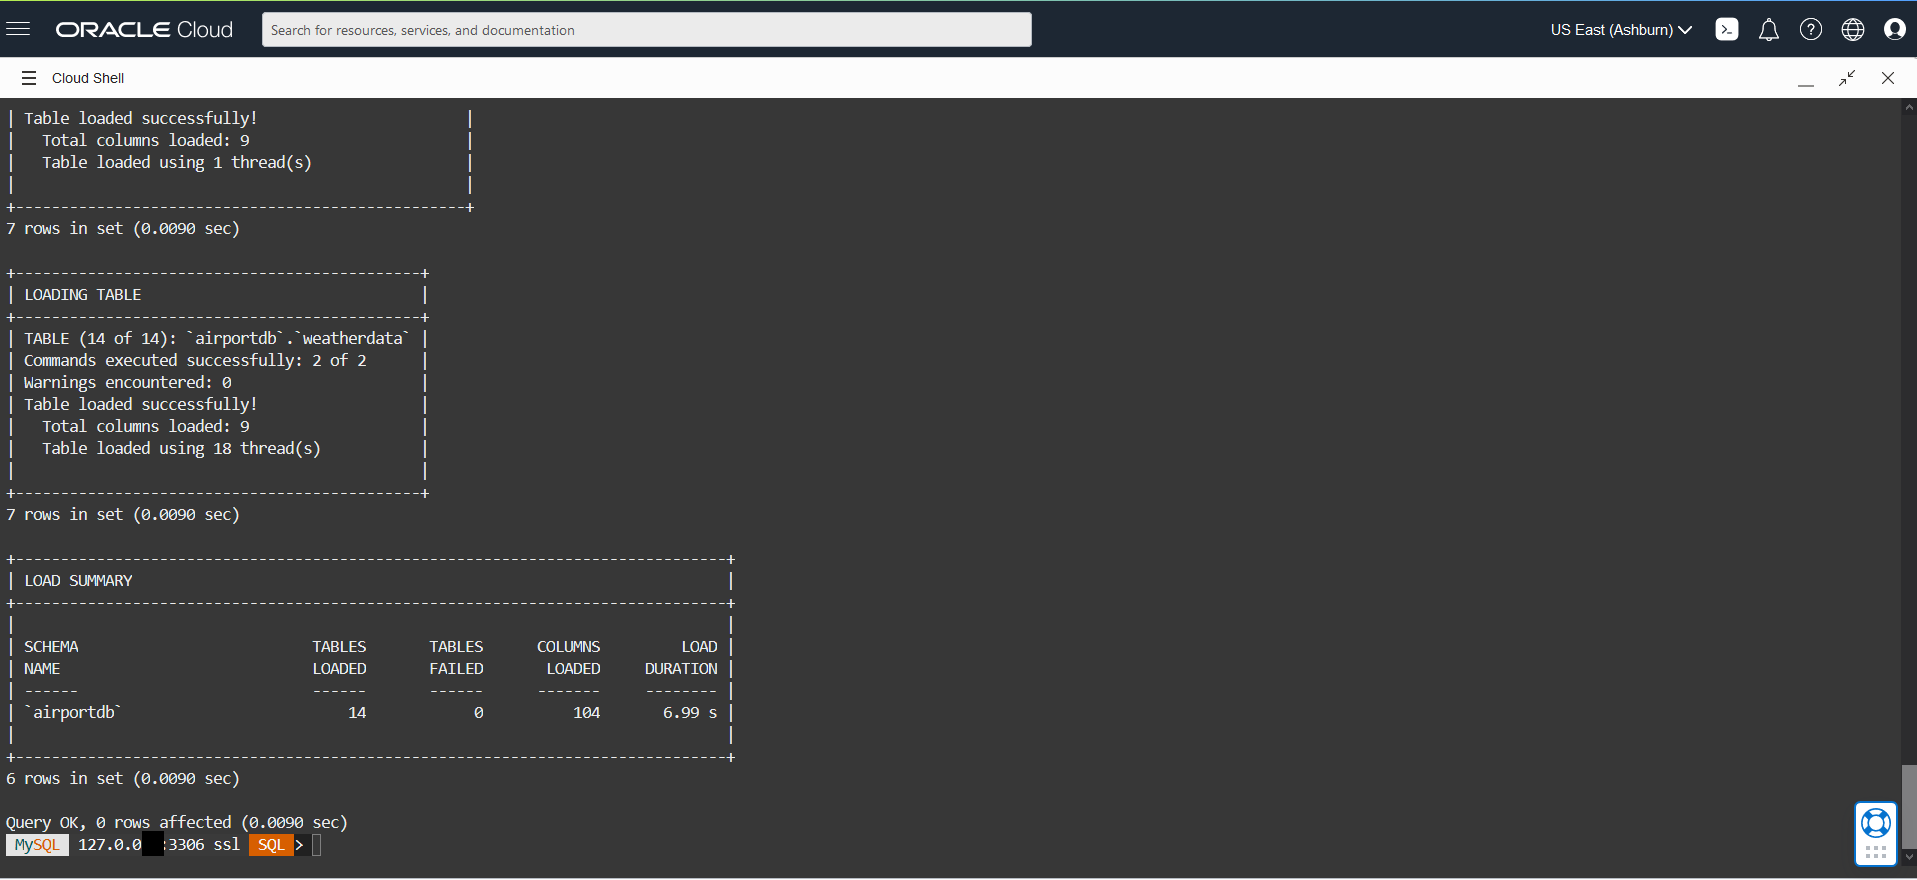 ORACLE Cloud
Search for resources, services, and documentation
US East (Ashburn)
Cloud Shell
| Table loaded successfully!                       |
|   Total columns loaded: 9                        |
|   Table loaded using 1 thread(s)                 |
|                                                  |
+--------------------------------------------------+
7 rows in set (0.0090 sec)
+---------------------------------------------+
| LOADING TABLE                               |
+---------------------------------------------+
| TABLE (14 of 14): `airportdb`.`weatherdata` |
| Commands executed successfully: 2 of 2      |
| Warnings encountered: 0                     |
| Table loaded successfully!                  |
|   Total columns loaded: 9                   |
|   Table loaded using 18 thread(s)           |
|                                             |
+---------------------------------------------+
7 rows in set (0.0090 sec)
+-------------------------------------------------------------------------------+
| LOAD SUMMARY                                                                  |
+-------------------------------------------------------------------------------+
|                                                                               |
| SCHEMA                          TABLES       TABLES      COLUMNS         LOAD |
| NAME                            LOADED       FAILED       LOADED     DURATION |
| ------                          ------       ------      -------     -------- |
| `airportdb`                         14            0          104       6.99 s |
|                                                                               |
+-------------------------------------------------------------------------------+
6 rows in set (0.0090 sec)
Query OK, 0 rows affected (0.0090 sec)
MySQL 127.0.0 :3306 ssl SQL >